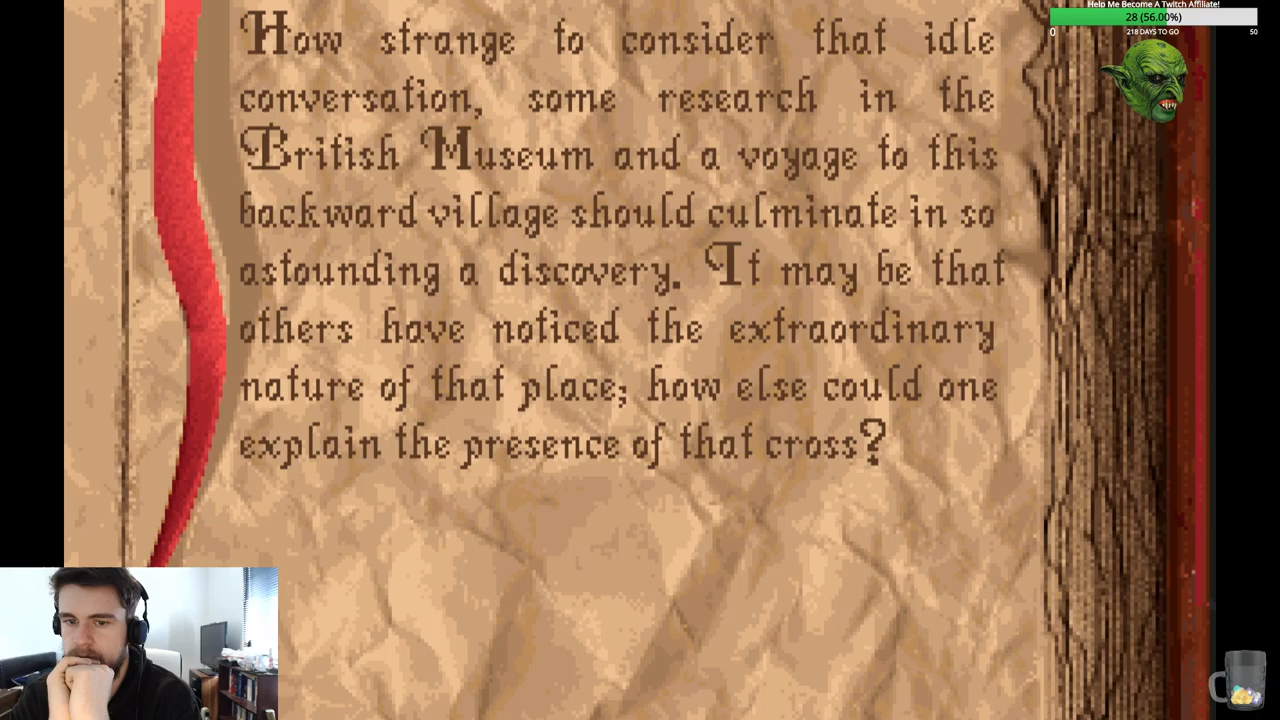 Help Me Become A Twitch Affiliate!
28 (56.00%)
0 218 DAYS TO GO 50
How strange to consider that idle
conversation, some research in the
British Museum and a voyage to this
backward village should culminate in so
astounding a discovery. It may be that
others have noticed the extraordinary
nature of that place; how else could one
explain the presence of that cross?